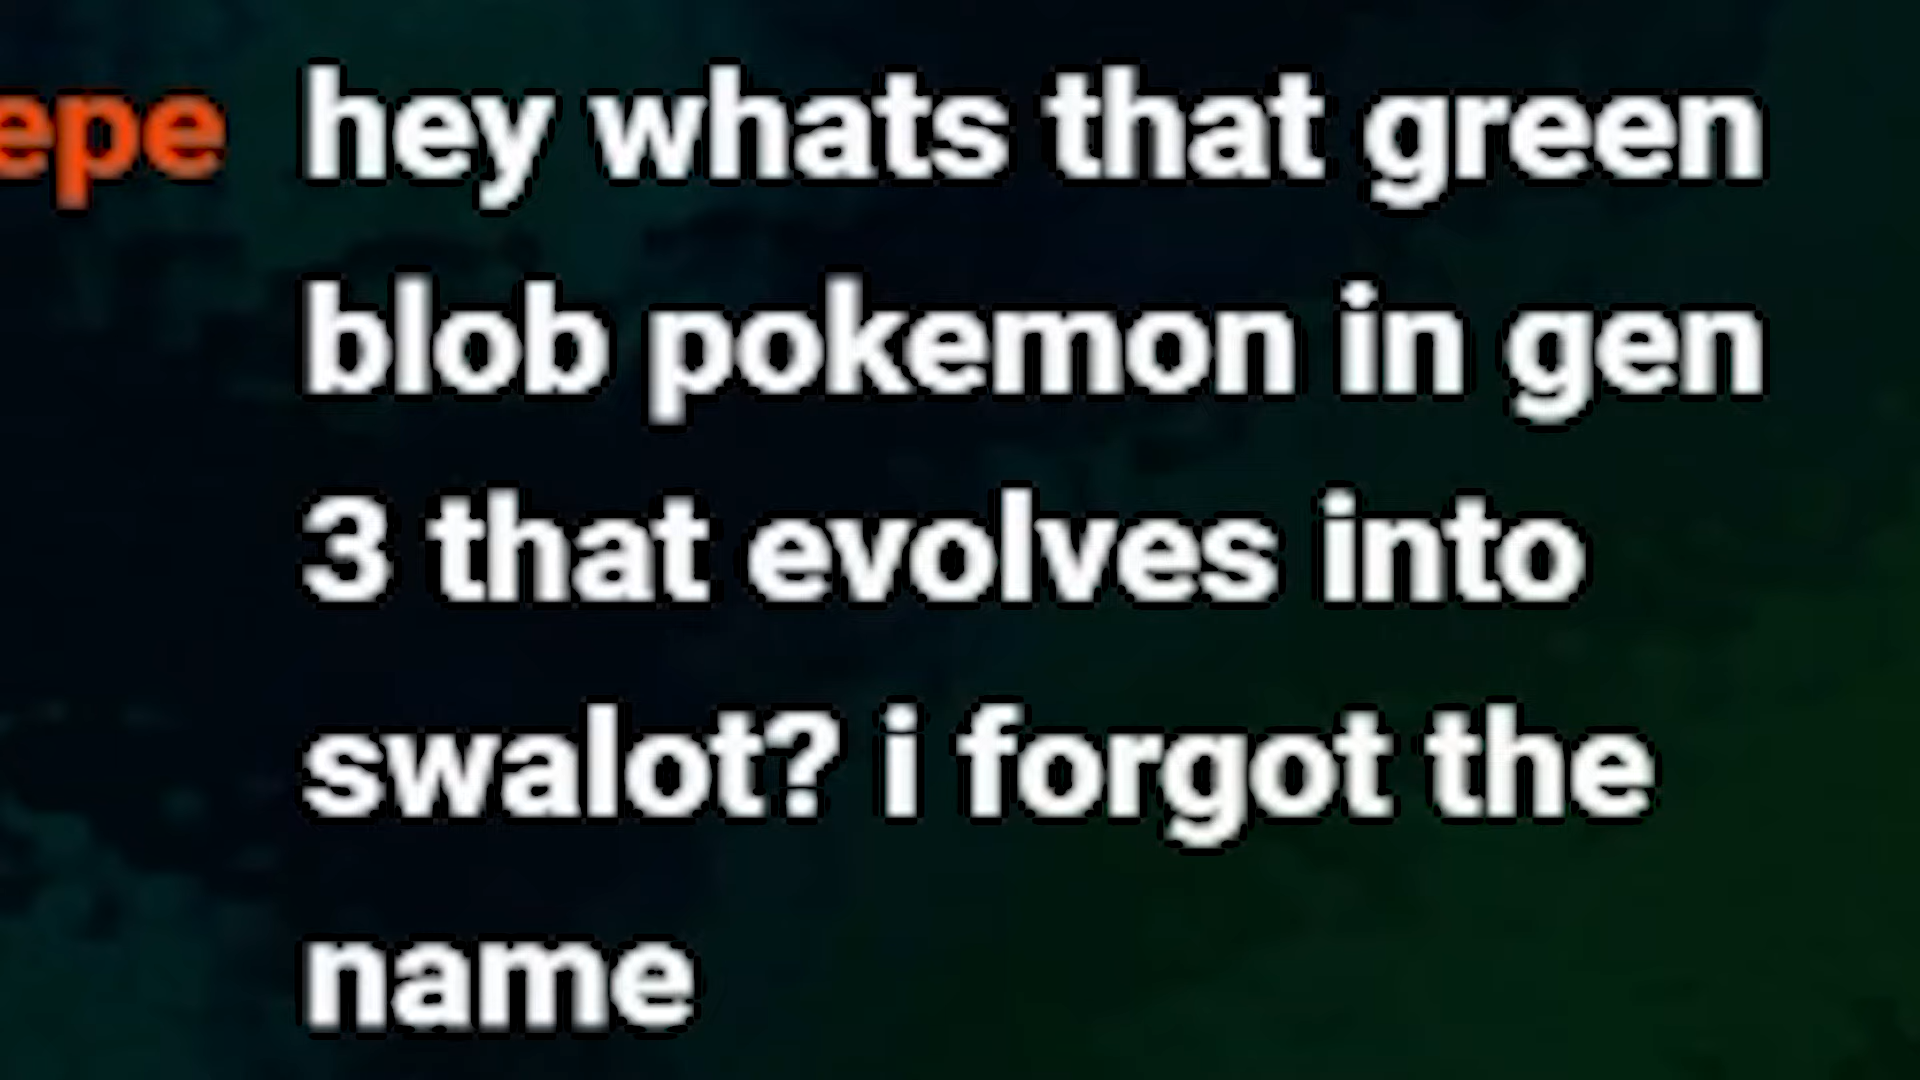 epe hey whats that green
blob pokemon in gen
3 that evolves into
swalot? i forgot the
name